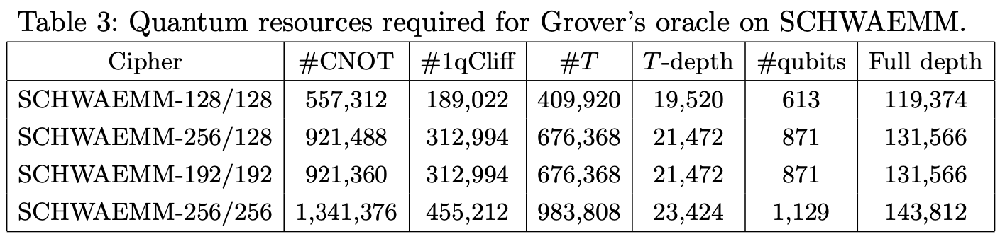 Table 3: Quantum resources required for Grover's oracle on SCHWAEMM.
Cipher #CNOT #1qCliff #T T-depth #qubits Full depth
SCHWAEMM-128/128 557,312 189,022 409,920 19,520 613 119,374
SCHWAEMM-256/128 921,488 312,994 676,368 21,472 871 131,566
SCHWAEMM-192/192 921,360 312,994 676,368 21,472 871 131,566
SCHWAEMM-256/256 1,341,376 455,212 983,808 23,424 1,129 143,812